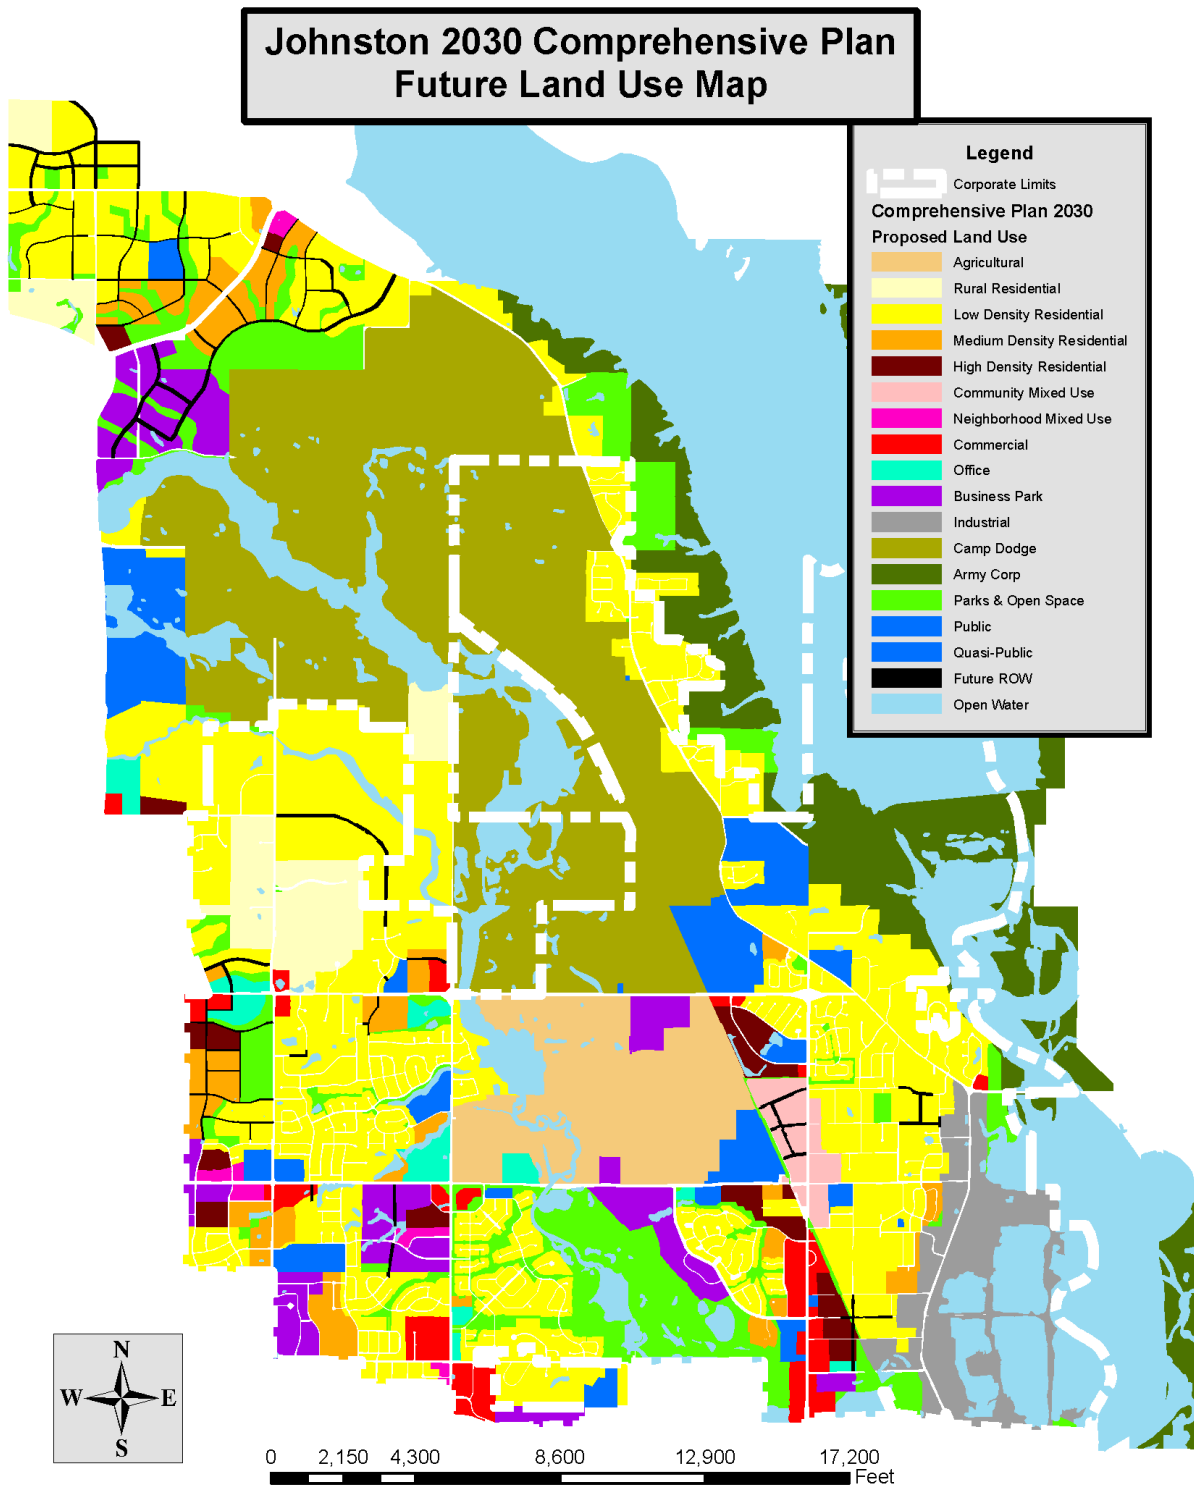 Johnston 2030 Comprehensive Plan
Future Land Use Map
Legend
Corporate Limits
Comprehensive Plan 2030
Proposed Land Use
Agricultural
Rural Residential
Low Density Residential
Medium Density Residential
High Density Residential
Community Mixed Use
Neighborhood Mixed Use
Commercial
Office
Business Park
Industrial
Camp Dodge
Army Corp
Parks & Open Space
Public
Quasi-Public
Future ROW
Open Water
N
W E
S
0 2,150 4,300 8,600 12,900 17,200
Feet